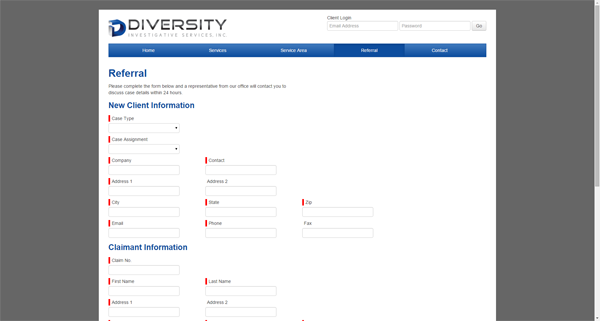 DIVERSITY
INVESTIGATIVE SERVICES, INC.
Client Login
Email Address
Password
Go
Home
Services
Service Area
Referral
Contact
Referral
Please complete the form below and a representative from our office will contact you to
discuss case details within 24 hours
New Client Information
Case Type
Case Assignment
Company
Contact
Address 1
Address 2
City
State
Zip
Email
Phone
Fax
Claimant Information
Claim No.
First Name
Last Name
Address 1
Address 2